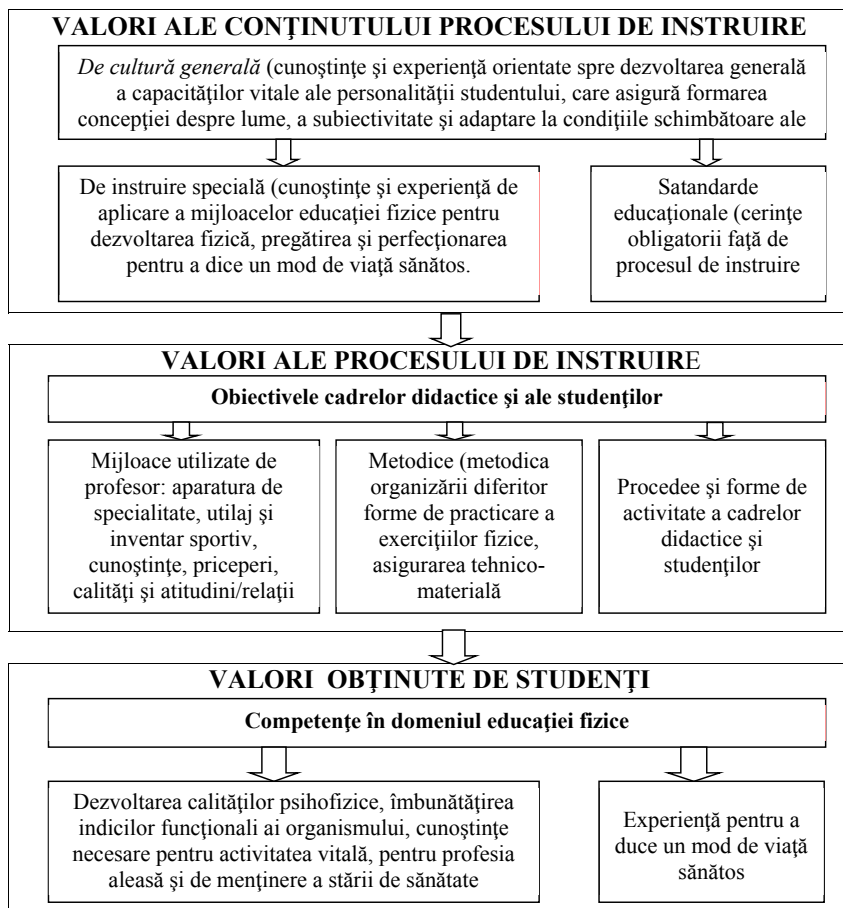 VALORI ALE CONŢINUTULUI PROCESULUI DE INSTRUIRE
De cultură generală (cunoştinţe şi experienţă orientate spre dezvoltarea generală
a capacităţilor vitale ale personalităţii studentului, care asigură formarea
concepţiei despre lume, a subiectivitate şi adaptare la condiţiile schimbătoare ale
De instruire specială (cunoştinţe şi experienţă de
aplicare a mijloacelor educaţiei fizice pentru
dezvoltarea fizică, pregătirea şi perfecţionarea
pentru a dice un mod de viaţă sănătos.
Satandarde
educaţionale (cerinţe
obligatorii faţă de
procesul de instruire
VALORI ALE PROCESULUI DE INSTRUIRE
Obiectivele cadrelor didactice şi ale studenţilor
Mijloace utilizate de
profesor: aparatura de
specialitate, utilaj şi
inventar sportiv,
cunoştinţe, priceperi,
calităţi şi atitudini/relaţii
Metodice (metodica
organizării diferitor
forme de practicare a
exerciţiilor fizice,
asigurarea tehnico-
materială
Procedee şi forme de
activitate a cadrelor
didactice şi
studenţilor
VALORI OBŢINUTE DE STUDENŢI
Competenţe în domeniul educaţiei fizice
Dezvoltarea calităţilor psihofizice, îmbunătăţirea
indicilor funcţionali ai organismului, cunoştinţe
necesare pentru activitatea vitală, pentru profesia
aleasă şi de menţinere a stării de sănătate
Experienţă pentru a
duce un mod de viaţă
sănătos